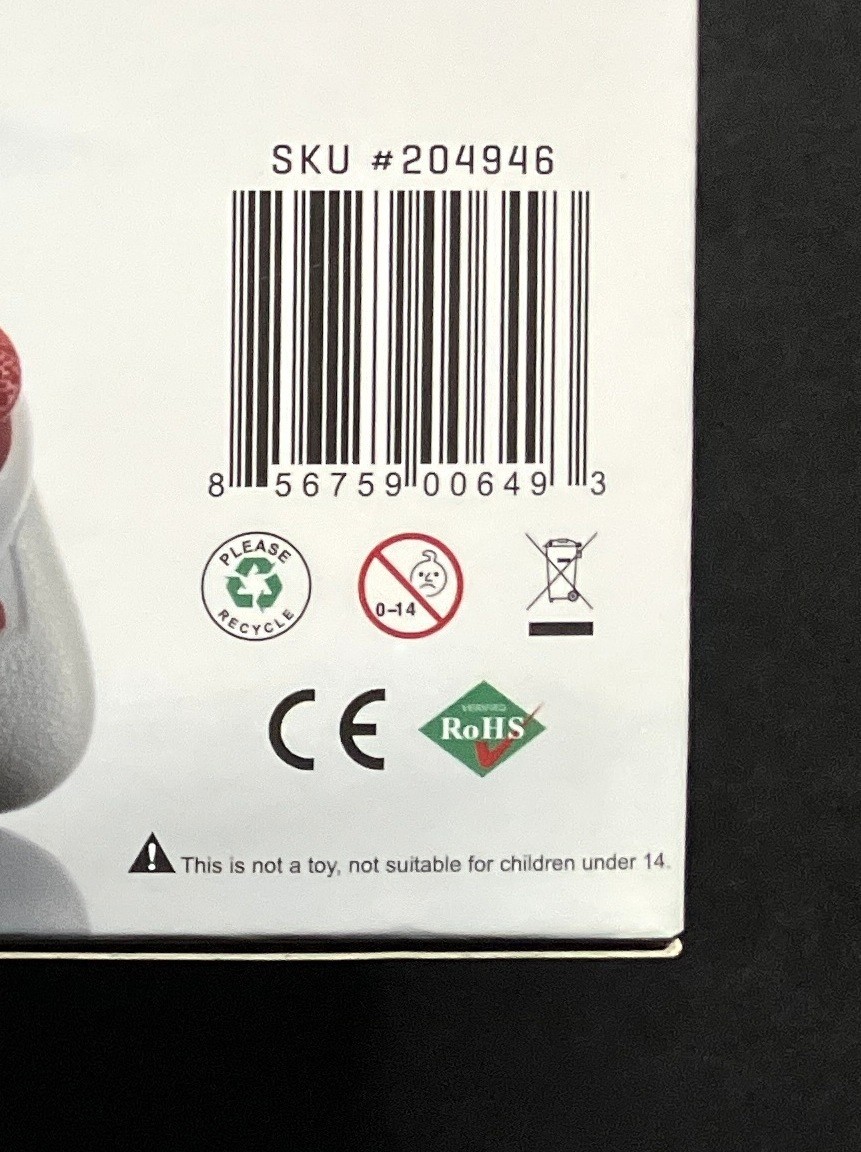 SKU #204946
8 56759 00649 3
PLEASE
RECYCLE
0-14
CE
VERIFIED
RoHS
This is not a toy, not suitable for children under 14.